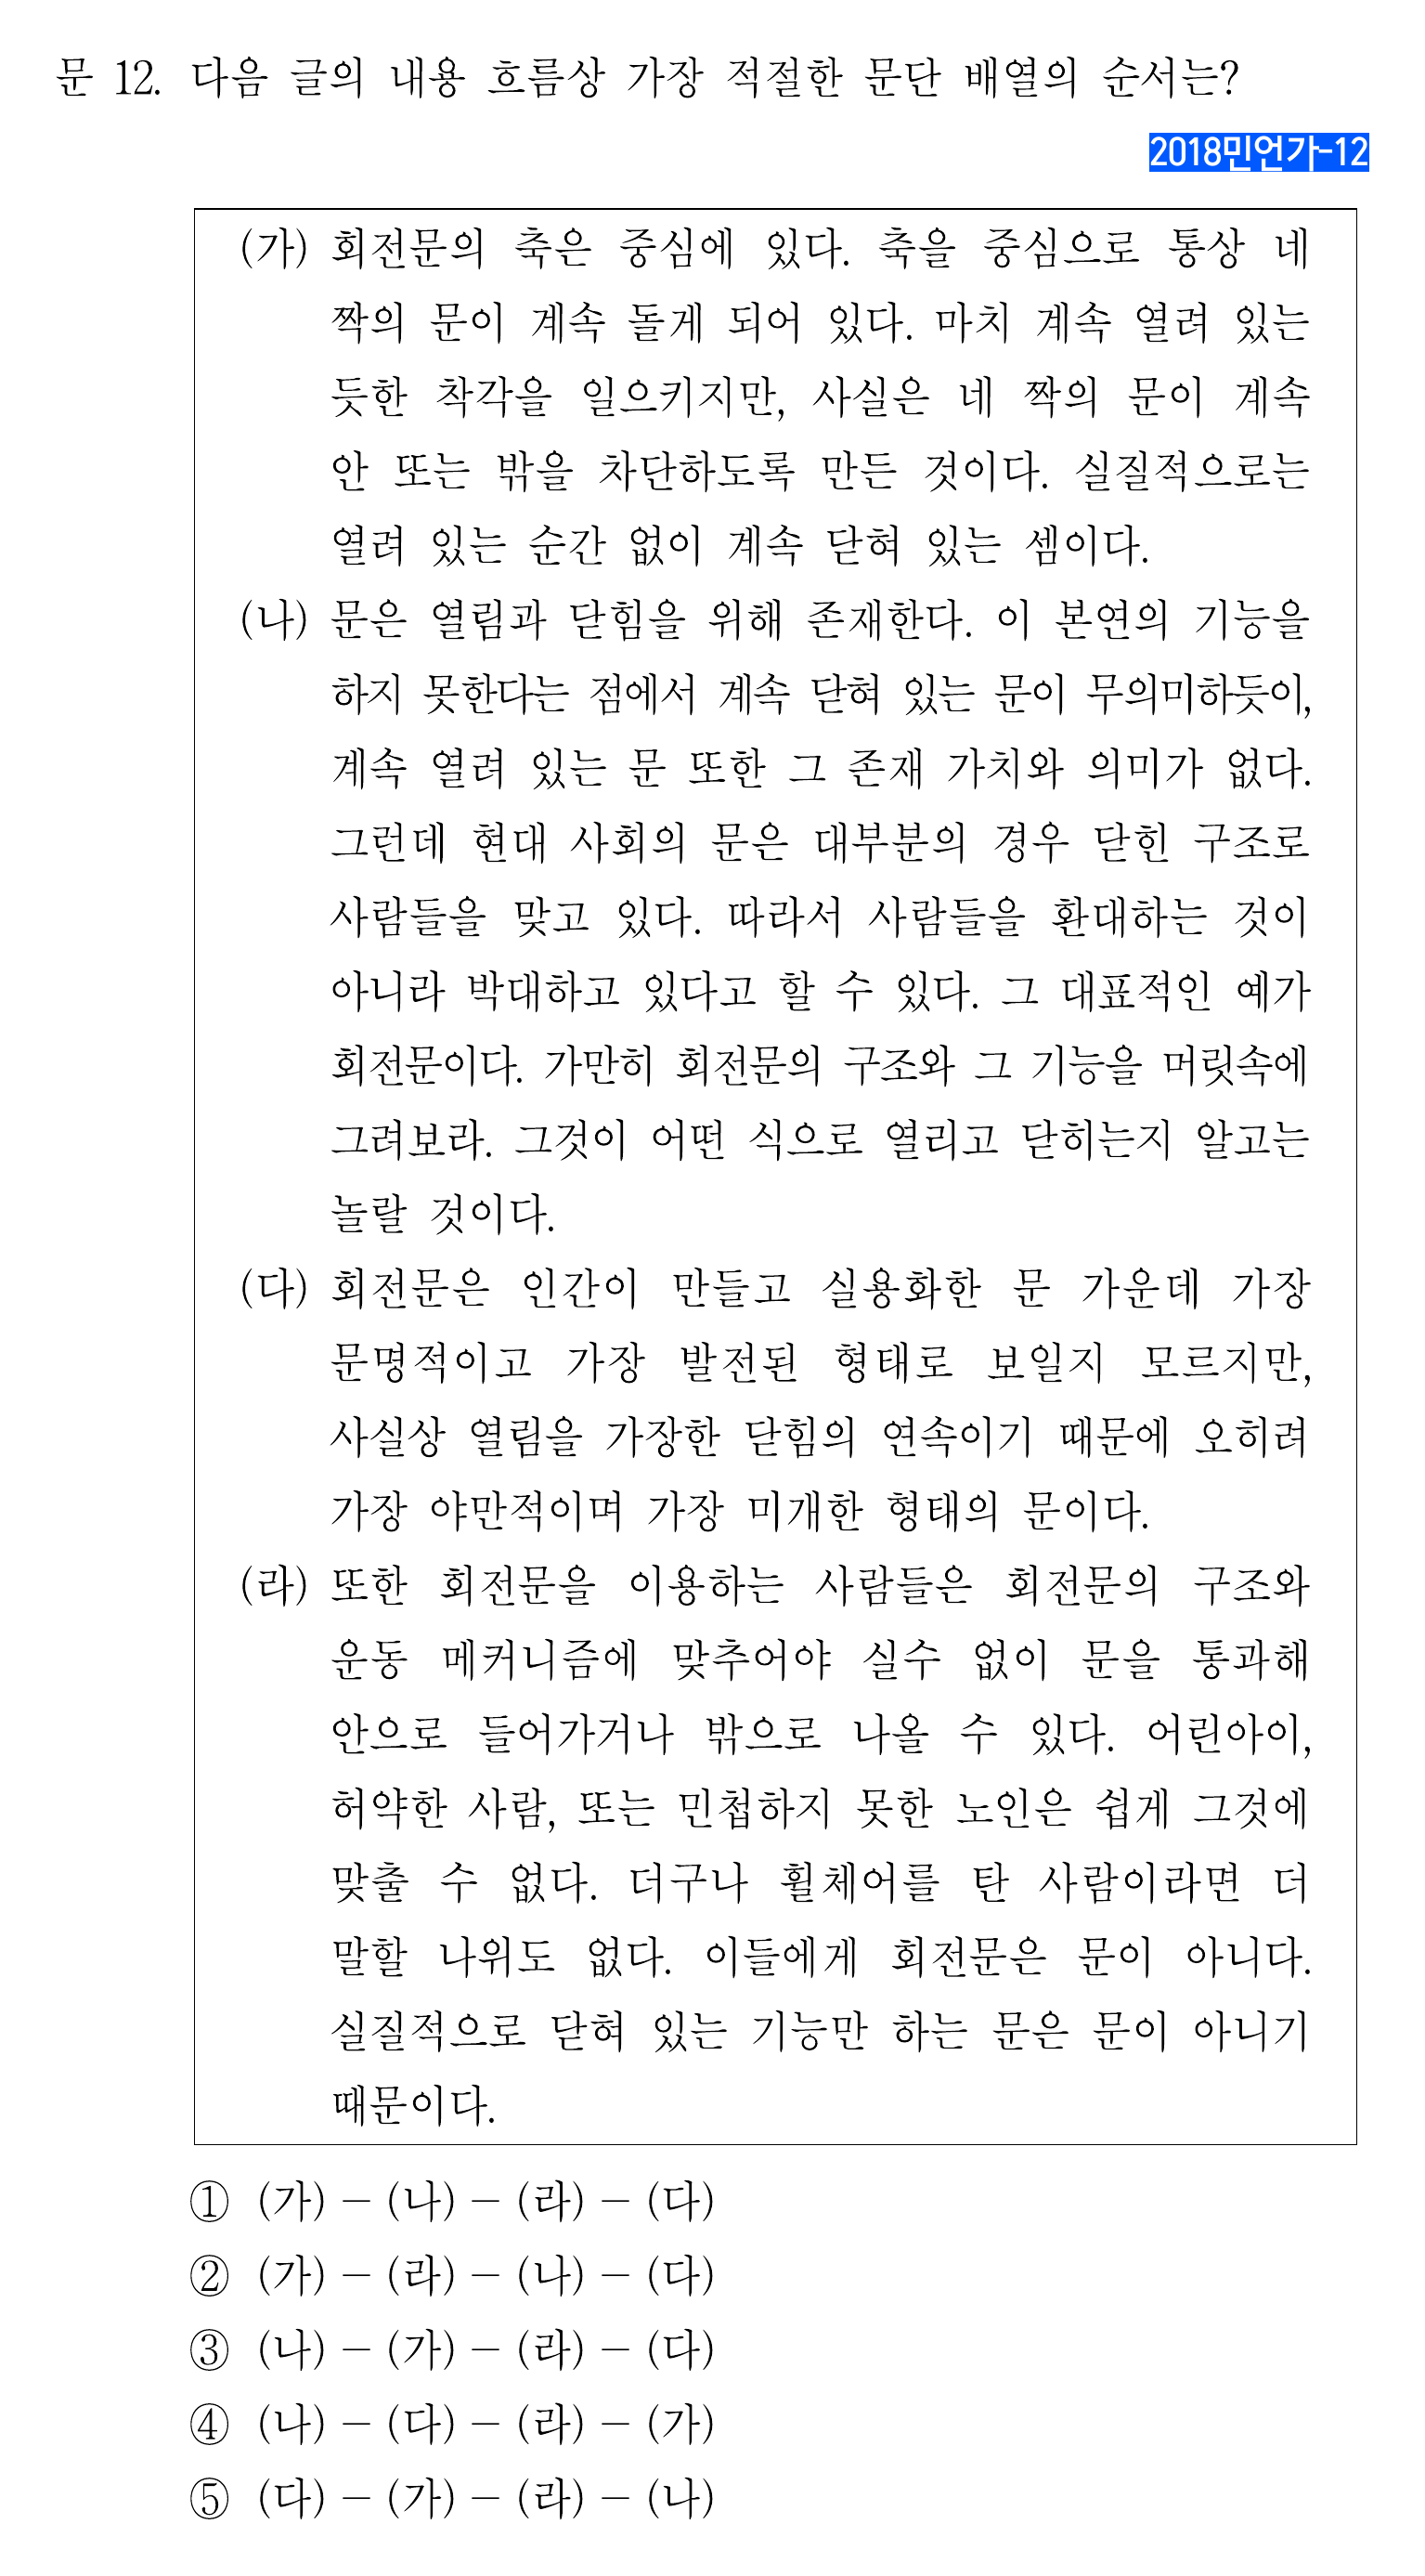 문 12. 다음 글의 내용 흐름상 가장 적절한 문단 배열의 순서는?
2018민언가-12
(가) 회전문의 축은 중심에 있다. 축을 중심으로 통상 네
짝의 문이 계속 돌게 되어 있다. 마치 계속 열려 있는
듯한 착각을 일으키지만, 사실은 네 짝의 문이 계속
안 또는 밖을 차단하도록 만든 것이다. 실질적으로는
열려 있는 순간 없이 계속 닫혀 있는 셈이다.
(나) 문은 열림과 닫힘을 위해 존재한다. 이 본연의 기능을
하지 못한다는 점에서 계속 닫혀 있는 문이 무의미하듯이,
계속 열려 있는 문 또한 그 존재 가치와 의미가 없다.
그런데 현대 사회의 문은 대부분의 경우 닫힌 구조로
사람들을 맞고 있다. 따라서 사람들을 환대하는 것이
아니라 박대하고 있다고 할 수 있다. 그 대표적인 예가
회전문이다. 가만히 회전문의 구조와 그 기능을 머릿속에
그려보라. 그것이 어떤 식으로 열리고 닫히는지 알고는
놀랄 것이다.
(다) 회전문은 인간이 만들고 실용화한 문 가운데 가장
문명적이고 가장 발전된 형태로 보일지 모르지만,
사실상 열림을 가장한 닫힘의 연속이기 때문에 오히려
가장 야만적이며 가장 미개한 형태의 문이다.
(라) 또한 회전문을 이용하는 사람들은 회전문의 구조와
운동 메커니즘에 맞추어야 실수 없이 문을 통과해
안으로 들어가거나 밖으로 나올 수 있다. 어린아이,
허약한 사람, 또는 민첩하지 못한 노인은 쉽게 그것에
맞출 수 없다. 더구나 휠체어를 탄 사람이라면 더
말할 나위도 없다. 이들에게 회전문은 문이 아니다.
실질적으로 닫혀 있는 기능만 하는 문은 문이 아니기
때문이다.
① (가) - (나) - (라) - (다)
② (가) - (라) - (나) - (다)
③ (나) - (가) - (라) - (다)
④ (나) - (다) - (라) - (가)
⑤ (다) - (가) - (라) - (나)